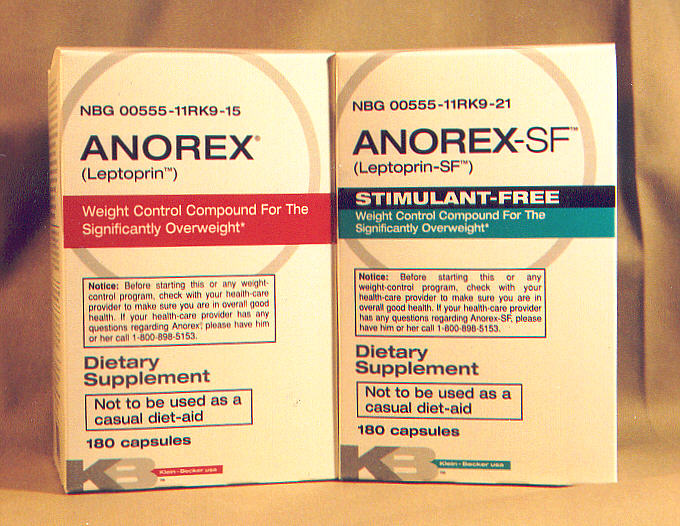 NBG 00555-11RK9-15
ANOREX®
(Leptoprin™)
Weight Control Compound For The
Significantly Overweight*
Notice: Before starting this or any weight-
control program, check with your health-care
provider to make sure you are in overall good
health. If your health-care provider has any
questions regarding Anorex, please have him
or her call 1-800-898-5153.
Dietary
Supplement
Not to be used as a
casual diet-aid
180 capsules
KB
Klein-Becker usa
™
NBG 00555-11RK9-21
ANOREX-SF™
(Leptoprin-SF™)
STIMULANT-FREE
Weight Control Compound For The
Significantly Overweight*
Notice: Before starting this or any
weight-control program, check with your
health-care provider to make sure you are in
overall good health. If your health-care provider
has any questions regarding Anorex-SF, please
have him or her call 1-800-898-5153.
Dietary
Supplement
Not to be used as a
casual diet-aid
180 capsules
KB
Klein-Becker usa
™